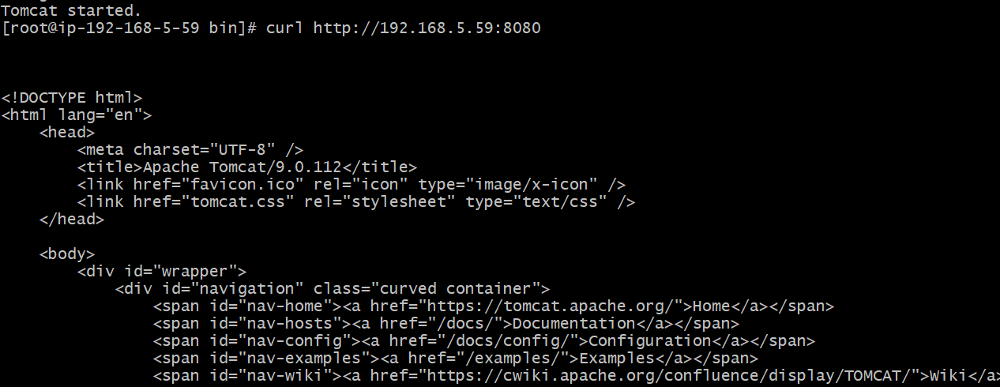 Tomcat started.
[root@ip-192-168-5-59 bin]# curl http://192.168.5.59:8080
<!DOCTYPE html>
<html lang="en">
    <head>
        <meta charset="UTF-8" />
        <title>Apache Tomcat/9.0.112</title>
        <link href="favicon.ico" rel="icon" type="image/x-icon" />
        <link href="tomcat.css" rel="stylesheet" type="text/css" />
    </head>
    <body>
        <div id="wrapper">
            <div id="navigation" class="curved container">
                <span id="nav-home"><a href="https://tomcat.apache.org/">Home</a></span>
                <span id="nav-hosts"><a href="/docs/">Documentation</a></span>
                <span id="nav-config"><a href="/docs/config/">Configuration</a></span>
                <span id="nav-examples"><a href="/examples/">Examples</a></span>
                <span id="nav-wiki"><a href="https://cwiki.apache.org/confluence/display/TOMCAT/">Wiki</a>